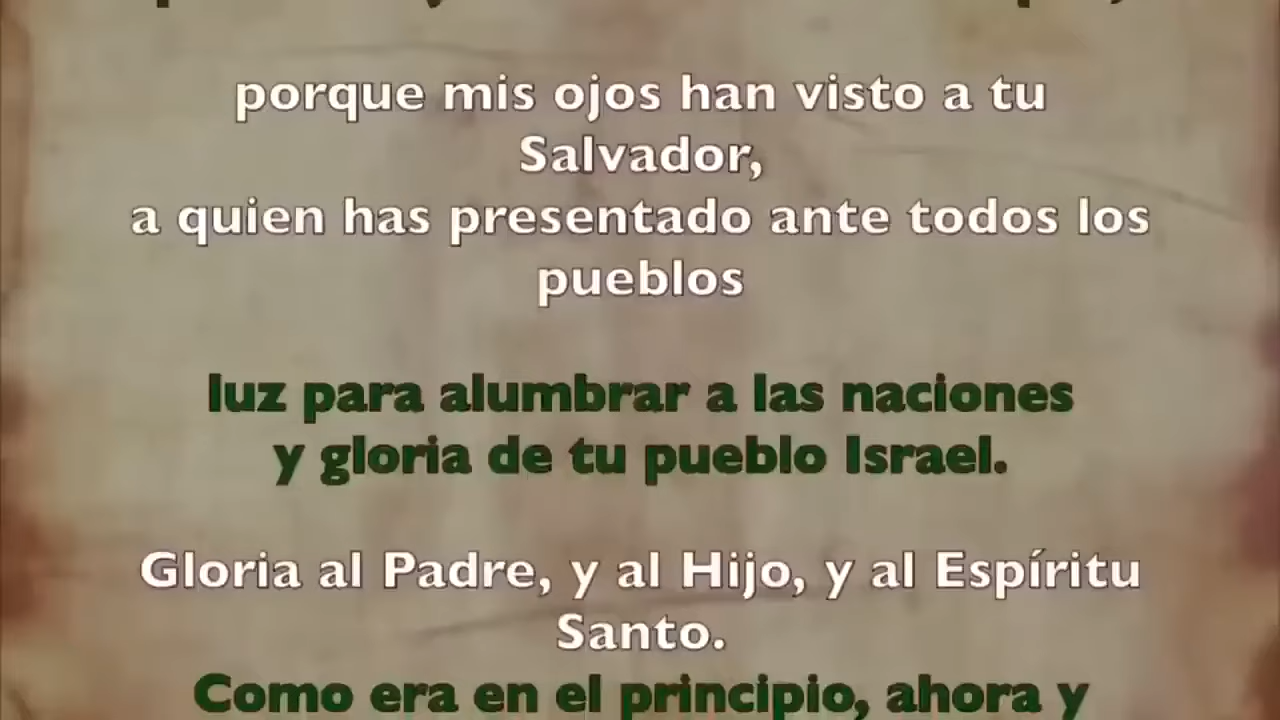 porque mis ojos han visto a tu
Salvador,
a quien has presentado ante todos los
pueblos
luz para alumbrar a las naciones
y gloria de tu pueblo Israel.
Gloria al Padre, y al Hijo, y al Espíritu
Santo.
Como era en el principio, ahora y